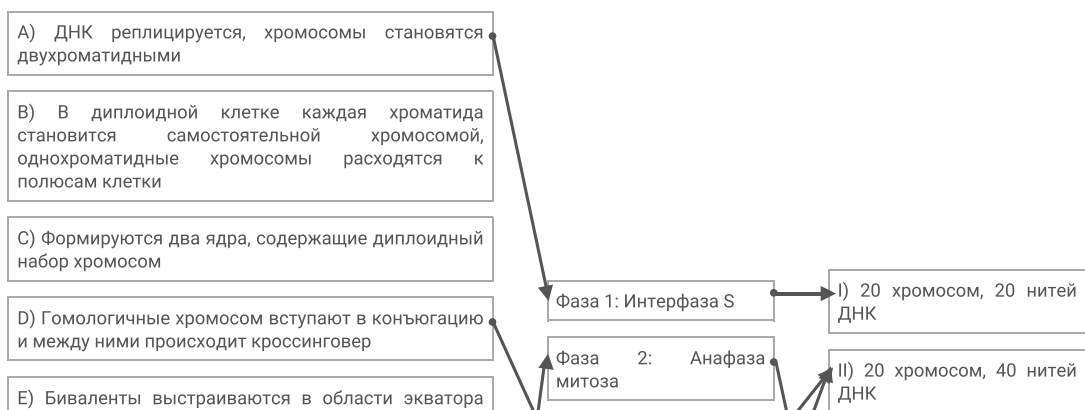 A) ДНК реплицируется, хромосомы становятся
двухроматидными
B) В диплоидной клетке каждая хроматида
становится самостоятельной хромосомой,
однохроматидные хромосомы расходятся к
полюсам клетки
C) Формируются два ядра, содержащие диплоидный
набор хромосом
D) Гомологичные хромосом вступают в конъюгацию
и между ними происходит кроссинговер
E) Биваленты выстраиваются в области экватора
Фаза 1: Интерфаза S
Фаза 2: Анафаза
митоза
I) 20 хромосом, 20 нитей
ДНК
II) 20 хромосом, 40 нитей
ДНК